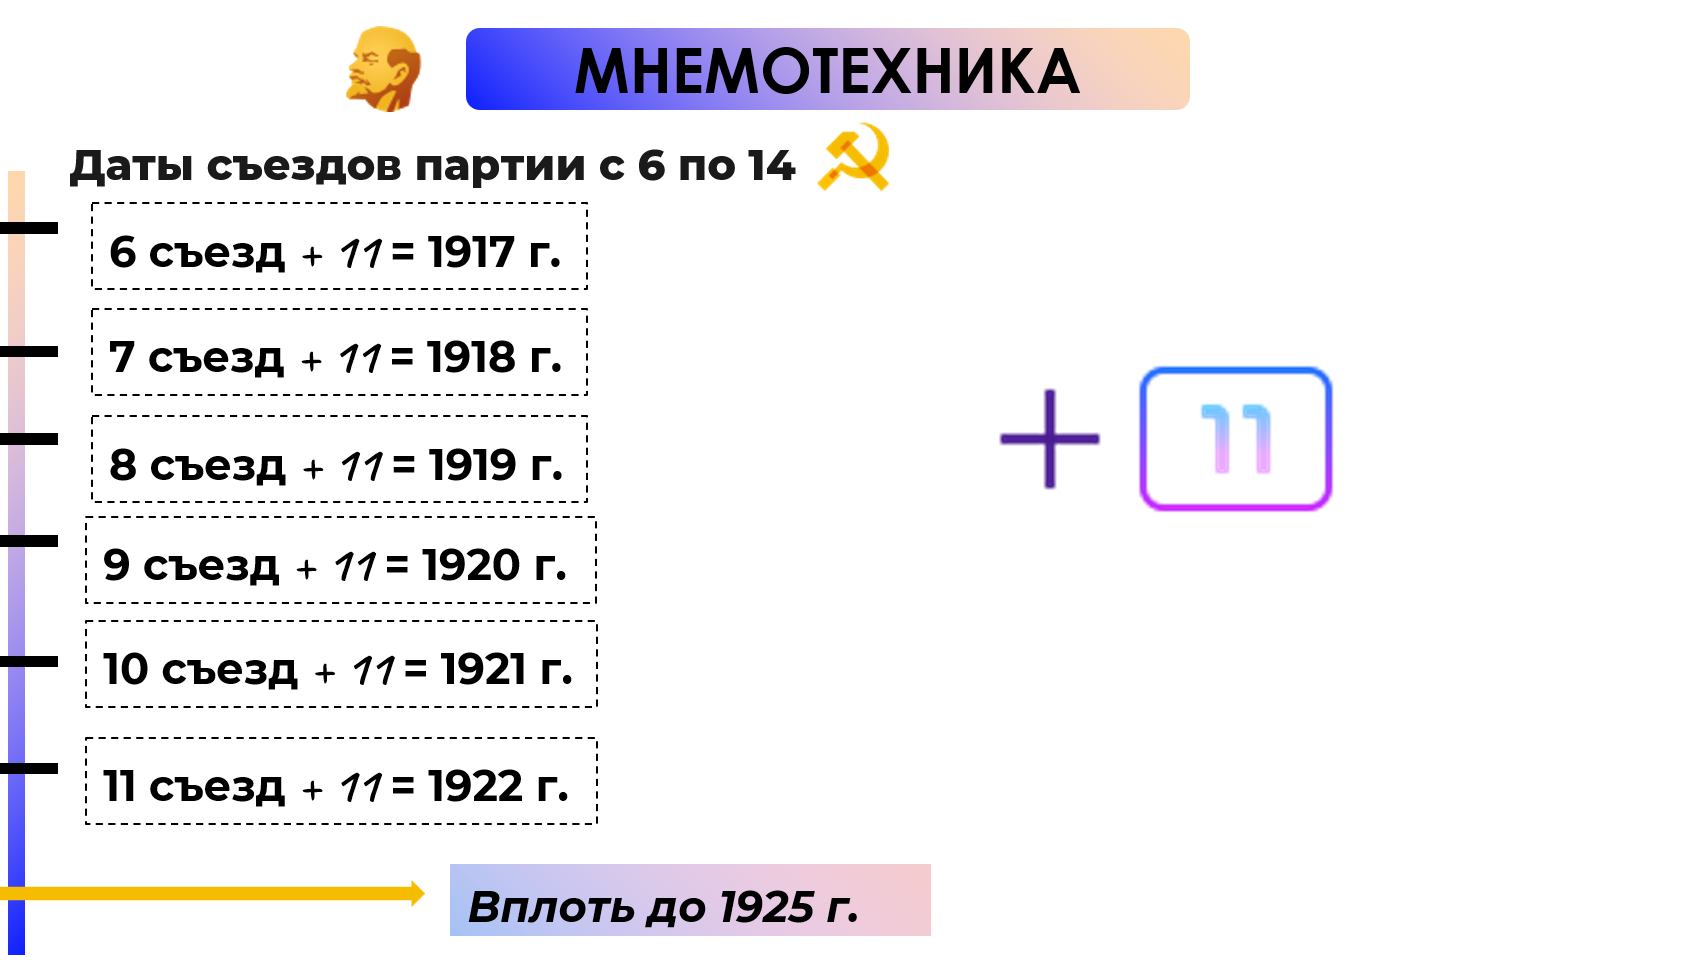 МНЕМОТЕХНИКА
Даты съездов партии с 6 по 14
6 съезд + 11 = 1917 г.
7 съезд + 11 = 1918 г.
8 съезд + 11 = 1919 г.
9 съезд + 11 = 1920 г.
10 съезд + 11 = 1921 г.
11 съезд + 11 = 1922 г.
+ 11
Вплоть до 1925 г.